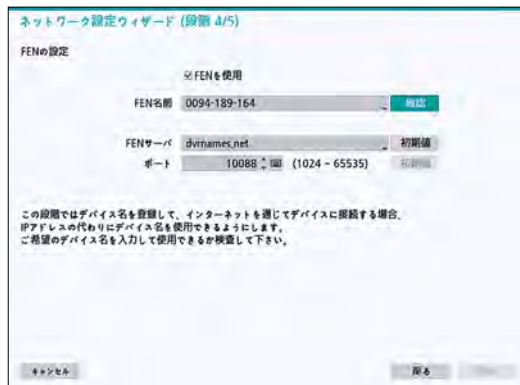 ネットワーク設定ウィザード (段階 4/5)
FENの設定
FENを使用
FEN名前 0094-189-164 確認
FENサーバ dvrnames.net 初期値
ポート 10088 (1024 - 65535) 初期値
この段階ではデバイス名を登録して、インターネットを通じてデバイスに接続する場合、
IPアドレスの代わりにデバイス名を使用できるようにします。
ご希望のデバイス名を入力して使用できるか検査して下さい。
キャンセル 戻る